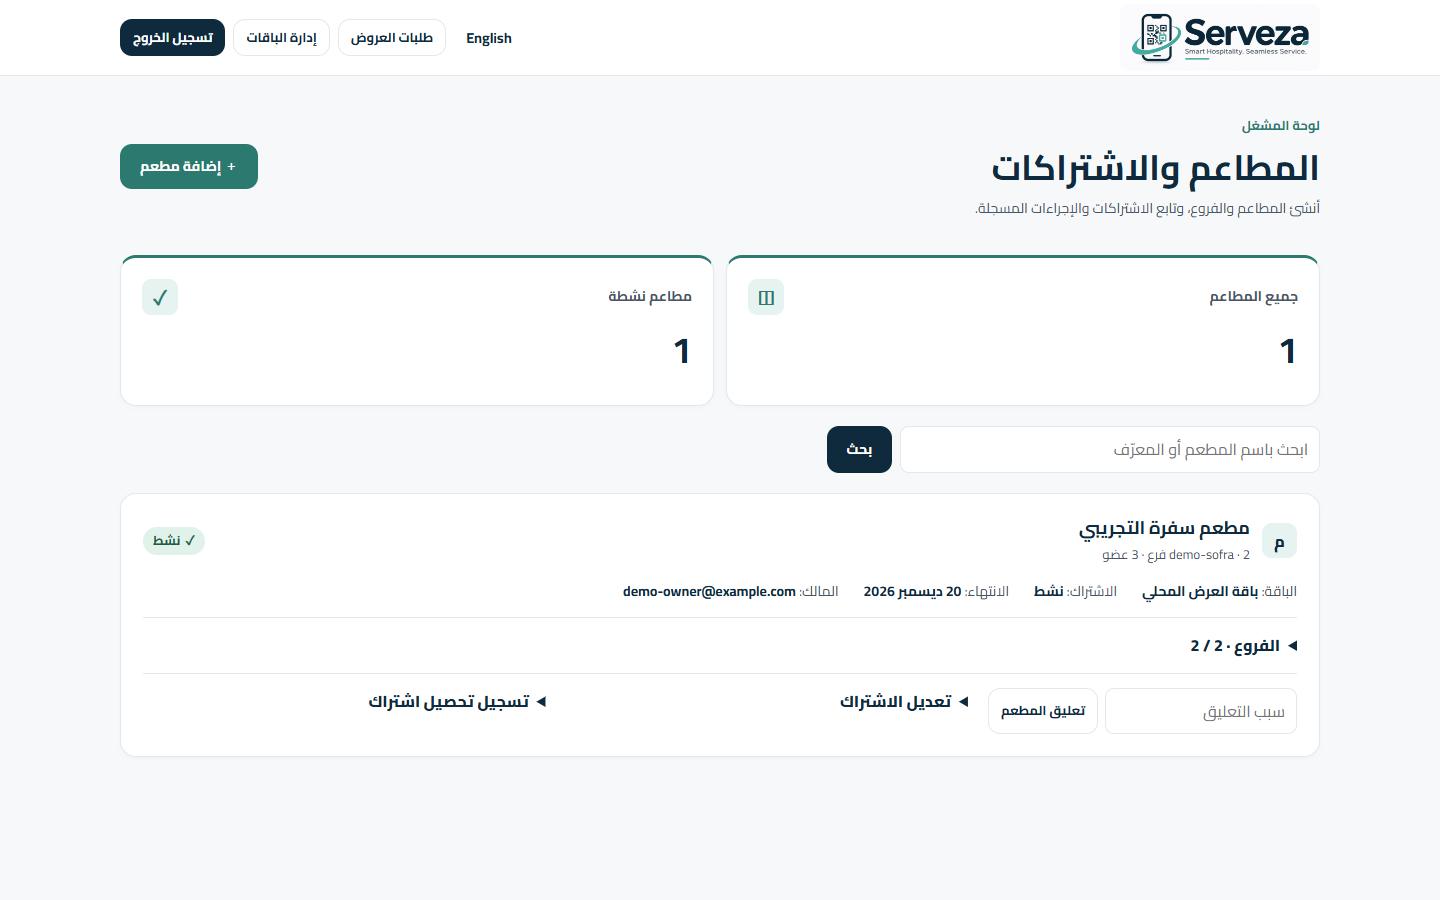 Serveza
Smart Hospitality. Seamless Service.
English
طلبات العروض
إدارة الباقات
تسجيل الخروج
لوحة المشغل
المطاعم والاشتراكات
أنشئ المطاعم والفروع، وتابع الاشتراكات والإجراءات المسجلة.
+ إضافة مطعم
جميع المطاعم
1
مطاعم نشطة
✓
1
ابحث باسم المطعم أو المعرّف
بحث
م
مطعم سفرة التجريبي
demo-sofra · 2 فرع · 3 عضو
✓ نشط
الباقة: باقة العرض المحلي
الاشتراك: نشط
الانتهاء: 20 ديسمبر 2026
المالك: demo-owner@example.com
الفروع · 2 / 2
سبب التعليق
تعليق المطعم
تعديل الاشتراك
تسجيل تحصيل اشتراك